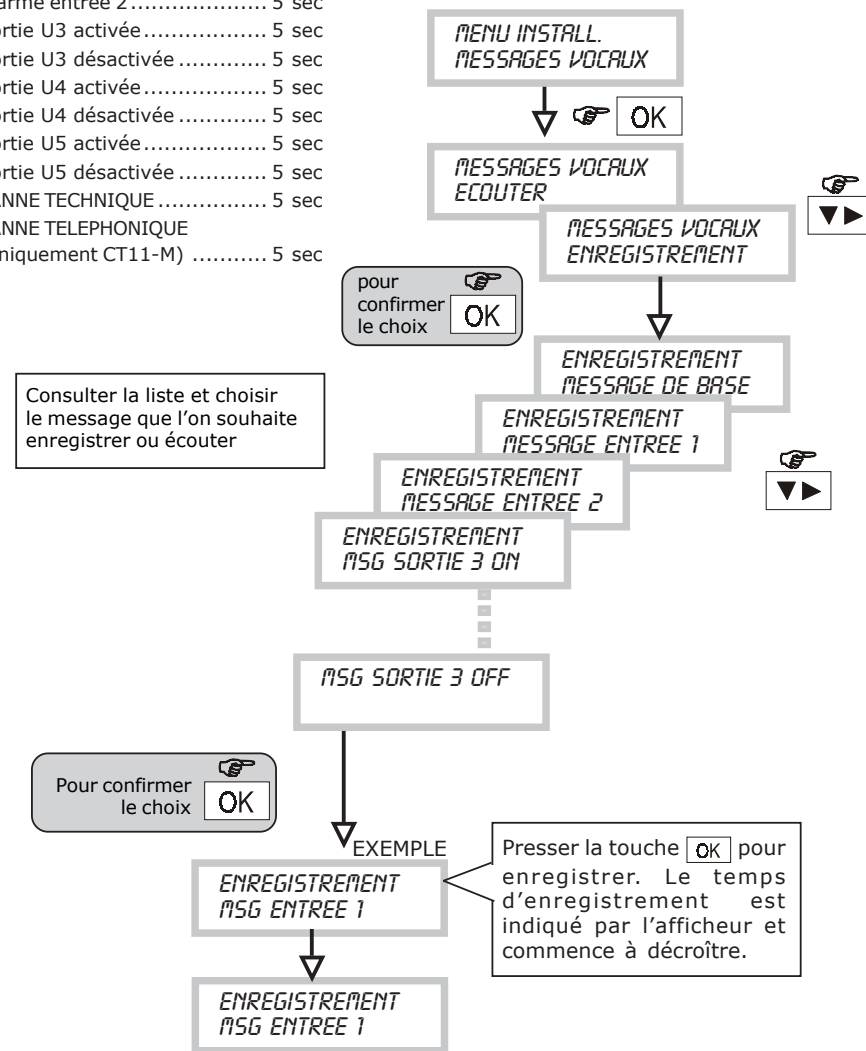 arme entrée 2.................... 5 sec
ortie U3 activée................... 5 sec
ortie U3 désactivée ............. 5 sec
ortie U4 activée................... 5 sec
ortie U4 désactivée ............. 5 sec
ortie U5 activée................... 5 sec
ortie U5 désactivée ............. 5 sec
ANNE TECHNIQUE................ 5 sec
ANNE TELEPHONIQUE
niquement CT11-M) ........... 5 sec
MENU INSTALL.
MESSAGES VOCAUX
OK
MESSAGES VOCAUX
ECOUTER
▼►
MESSAGES VOCAUX
ENREGISTREMENT
pour
confirmer
le choix
OK
Consulter la liste et choisir
le message que l’on souhaite
enregistrer ou écouter
ENREGISTREMENT
MESSAGE DE BASE
ENREGISTREMENT
MESSAGE ENTREE 1
ENREGISTREMENT
MESSAGE ENTREE 2
▼►
ENREGISTREMENT
MSG SORTIE 3 ON
MSG SORTIE 3 OFF
Pour confirmer
le choix
OK
EXEMPLE
ENREGISTREMENT
MSG ENTREE 1
Presser la touche OK pour
enregistrer. Le temps
d’enregistrement est
indiqué par l’afficheur et
commence à décroître.
ENREGISTREMENT
MSG ENTREE 1